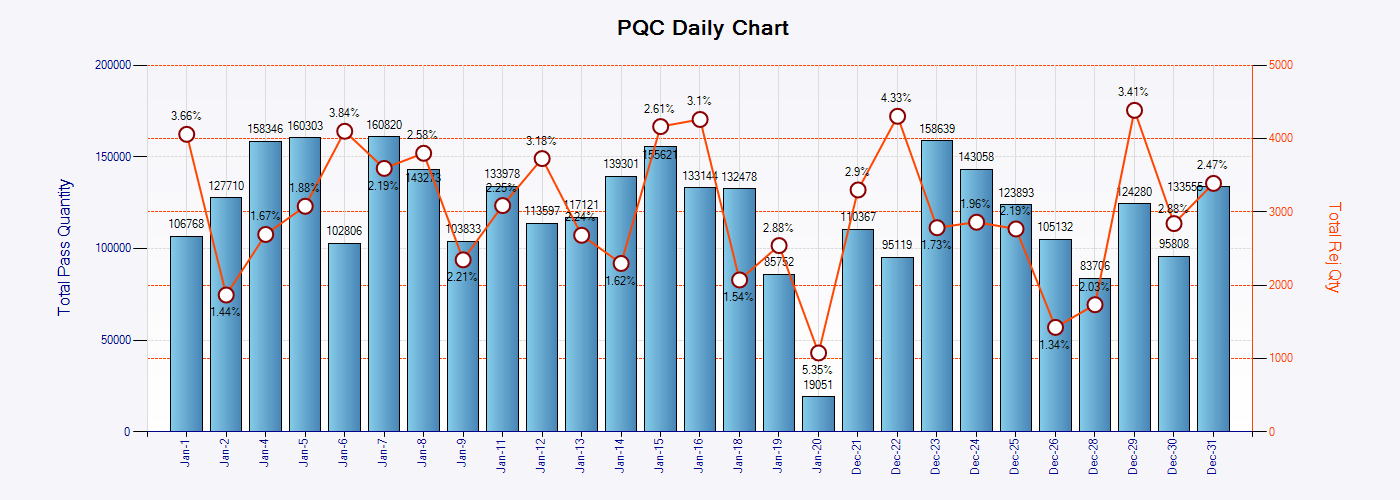 PQC Daily Chart
Total Pass Quantity
200000
150000
100000
50000
0
5000
4000
3000
2000
1000
0
Total Rej Qty
3.66%
106768
127710
1.44%
158346
1.67%
160303
1.88%
3.84%
102806
160820
2.19%
2.58%
143273
103833
2.21%
133978
2.25%
3.18%
113597
117121
2.24%
139301
1.62%
2.61%
155621
3.1%
133144
132478
1.54%
2.88%
85752
5.35%
19051
2.9%
110367
4.33%
95119
158639
1.73%
143058
1.96%
123893
2.19%
105132
1.34%
83706
2.03%
3.41%
124280
2.88%
95808
2.47%
133555
Jan-1
Jan-2
Jan-4
Jan-5
Jan-6
Jan-7
Jan-8
Jan-9
Jan-11
Jan-12
Jan-13
Jan-14
Jan-15
Jan-16
Jan-18
Jan-19
Jan-20
Dec-21
Dec-22
Dec-23
Dec-24
Dec-25
Dec-26
Dec-28
Dec-29
Dec-30
Dec-31